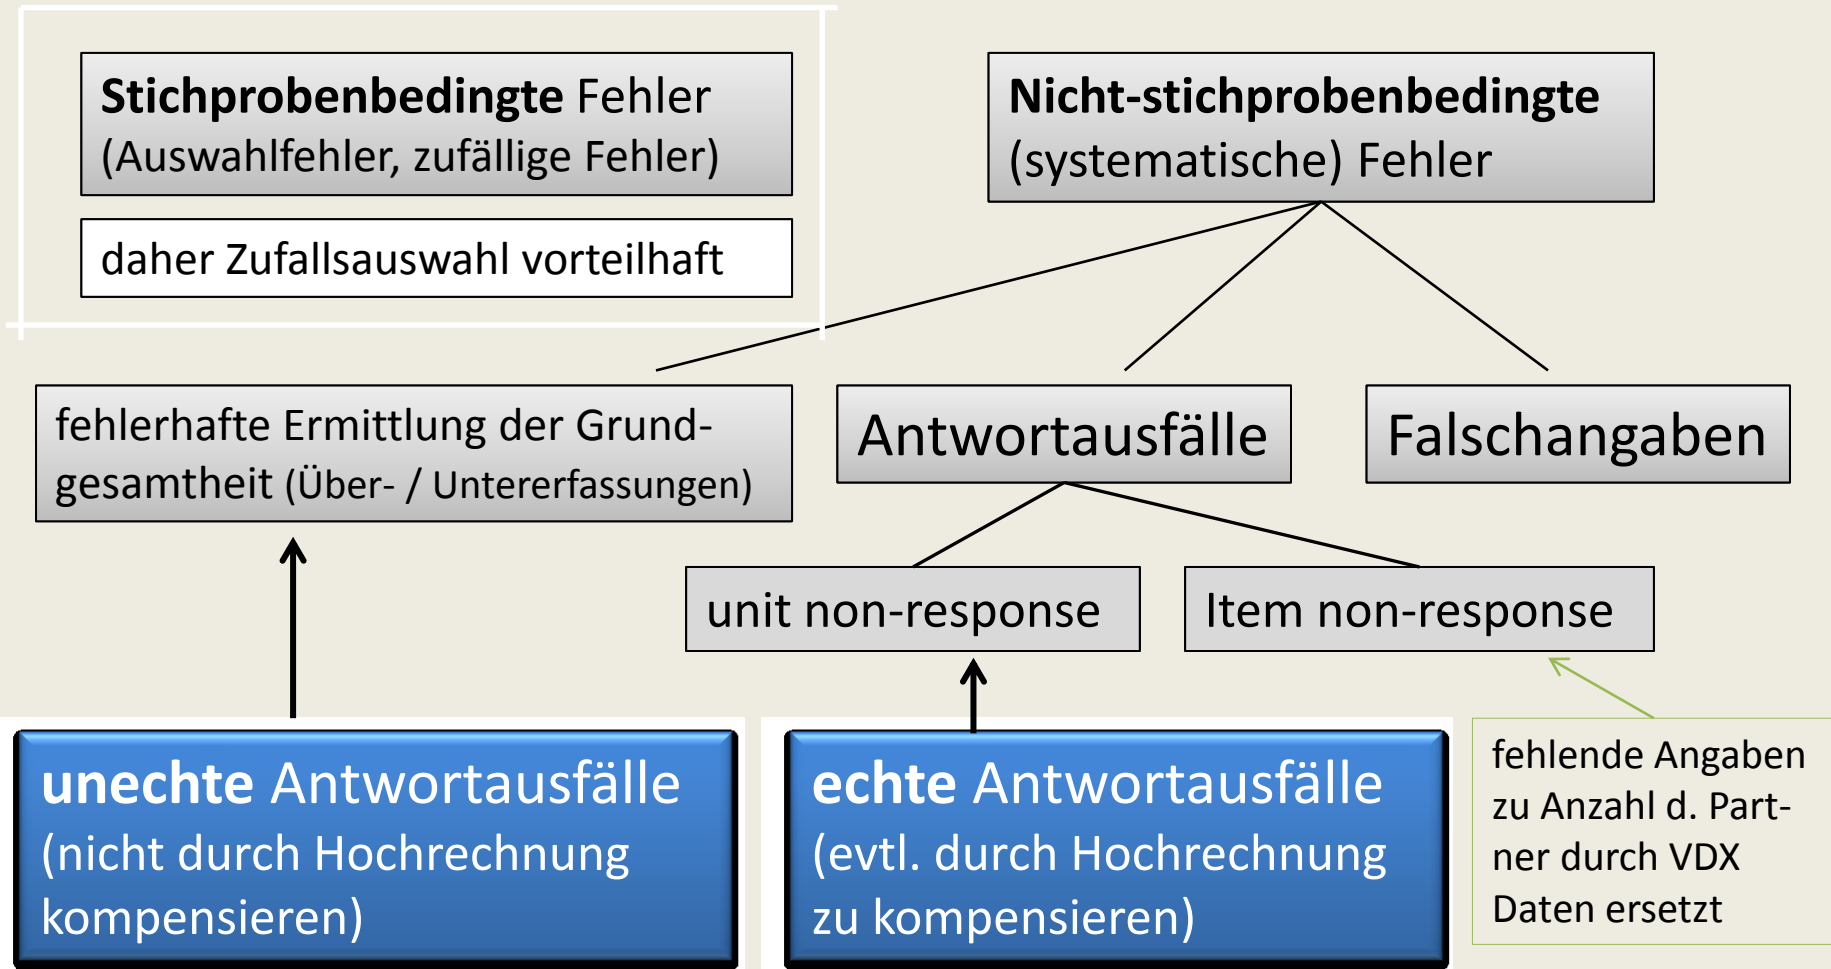 Stichprobenbedingte Fehler
(Auswahlfehler, zufällige Fehler)
daher Zufallsauswahl vorteilhaft
Nicht-stichprobenbedingte
(systematische) Fehler
fehlerhafte Ermittlung der Grund-
gesamtheit (Über- / Untererfassungen)
Antwortausfälle
Falschangaben
unit non-response
Item non-response
unechte Antwortausfälle
(nicht durch Hochrechnung
kompensieren)
echte Antwortausfälle
(evtl. durch Hochrechnung
zu kompensieren)
fehlende Angaben
zu Anzahl d. Part-
ner durch VDX
Daten ersetzt